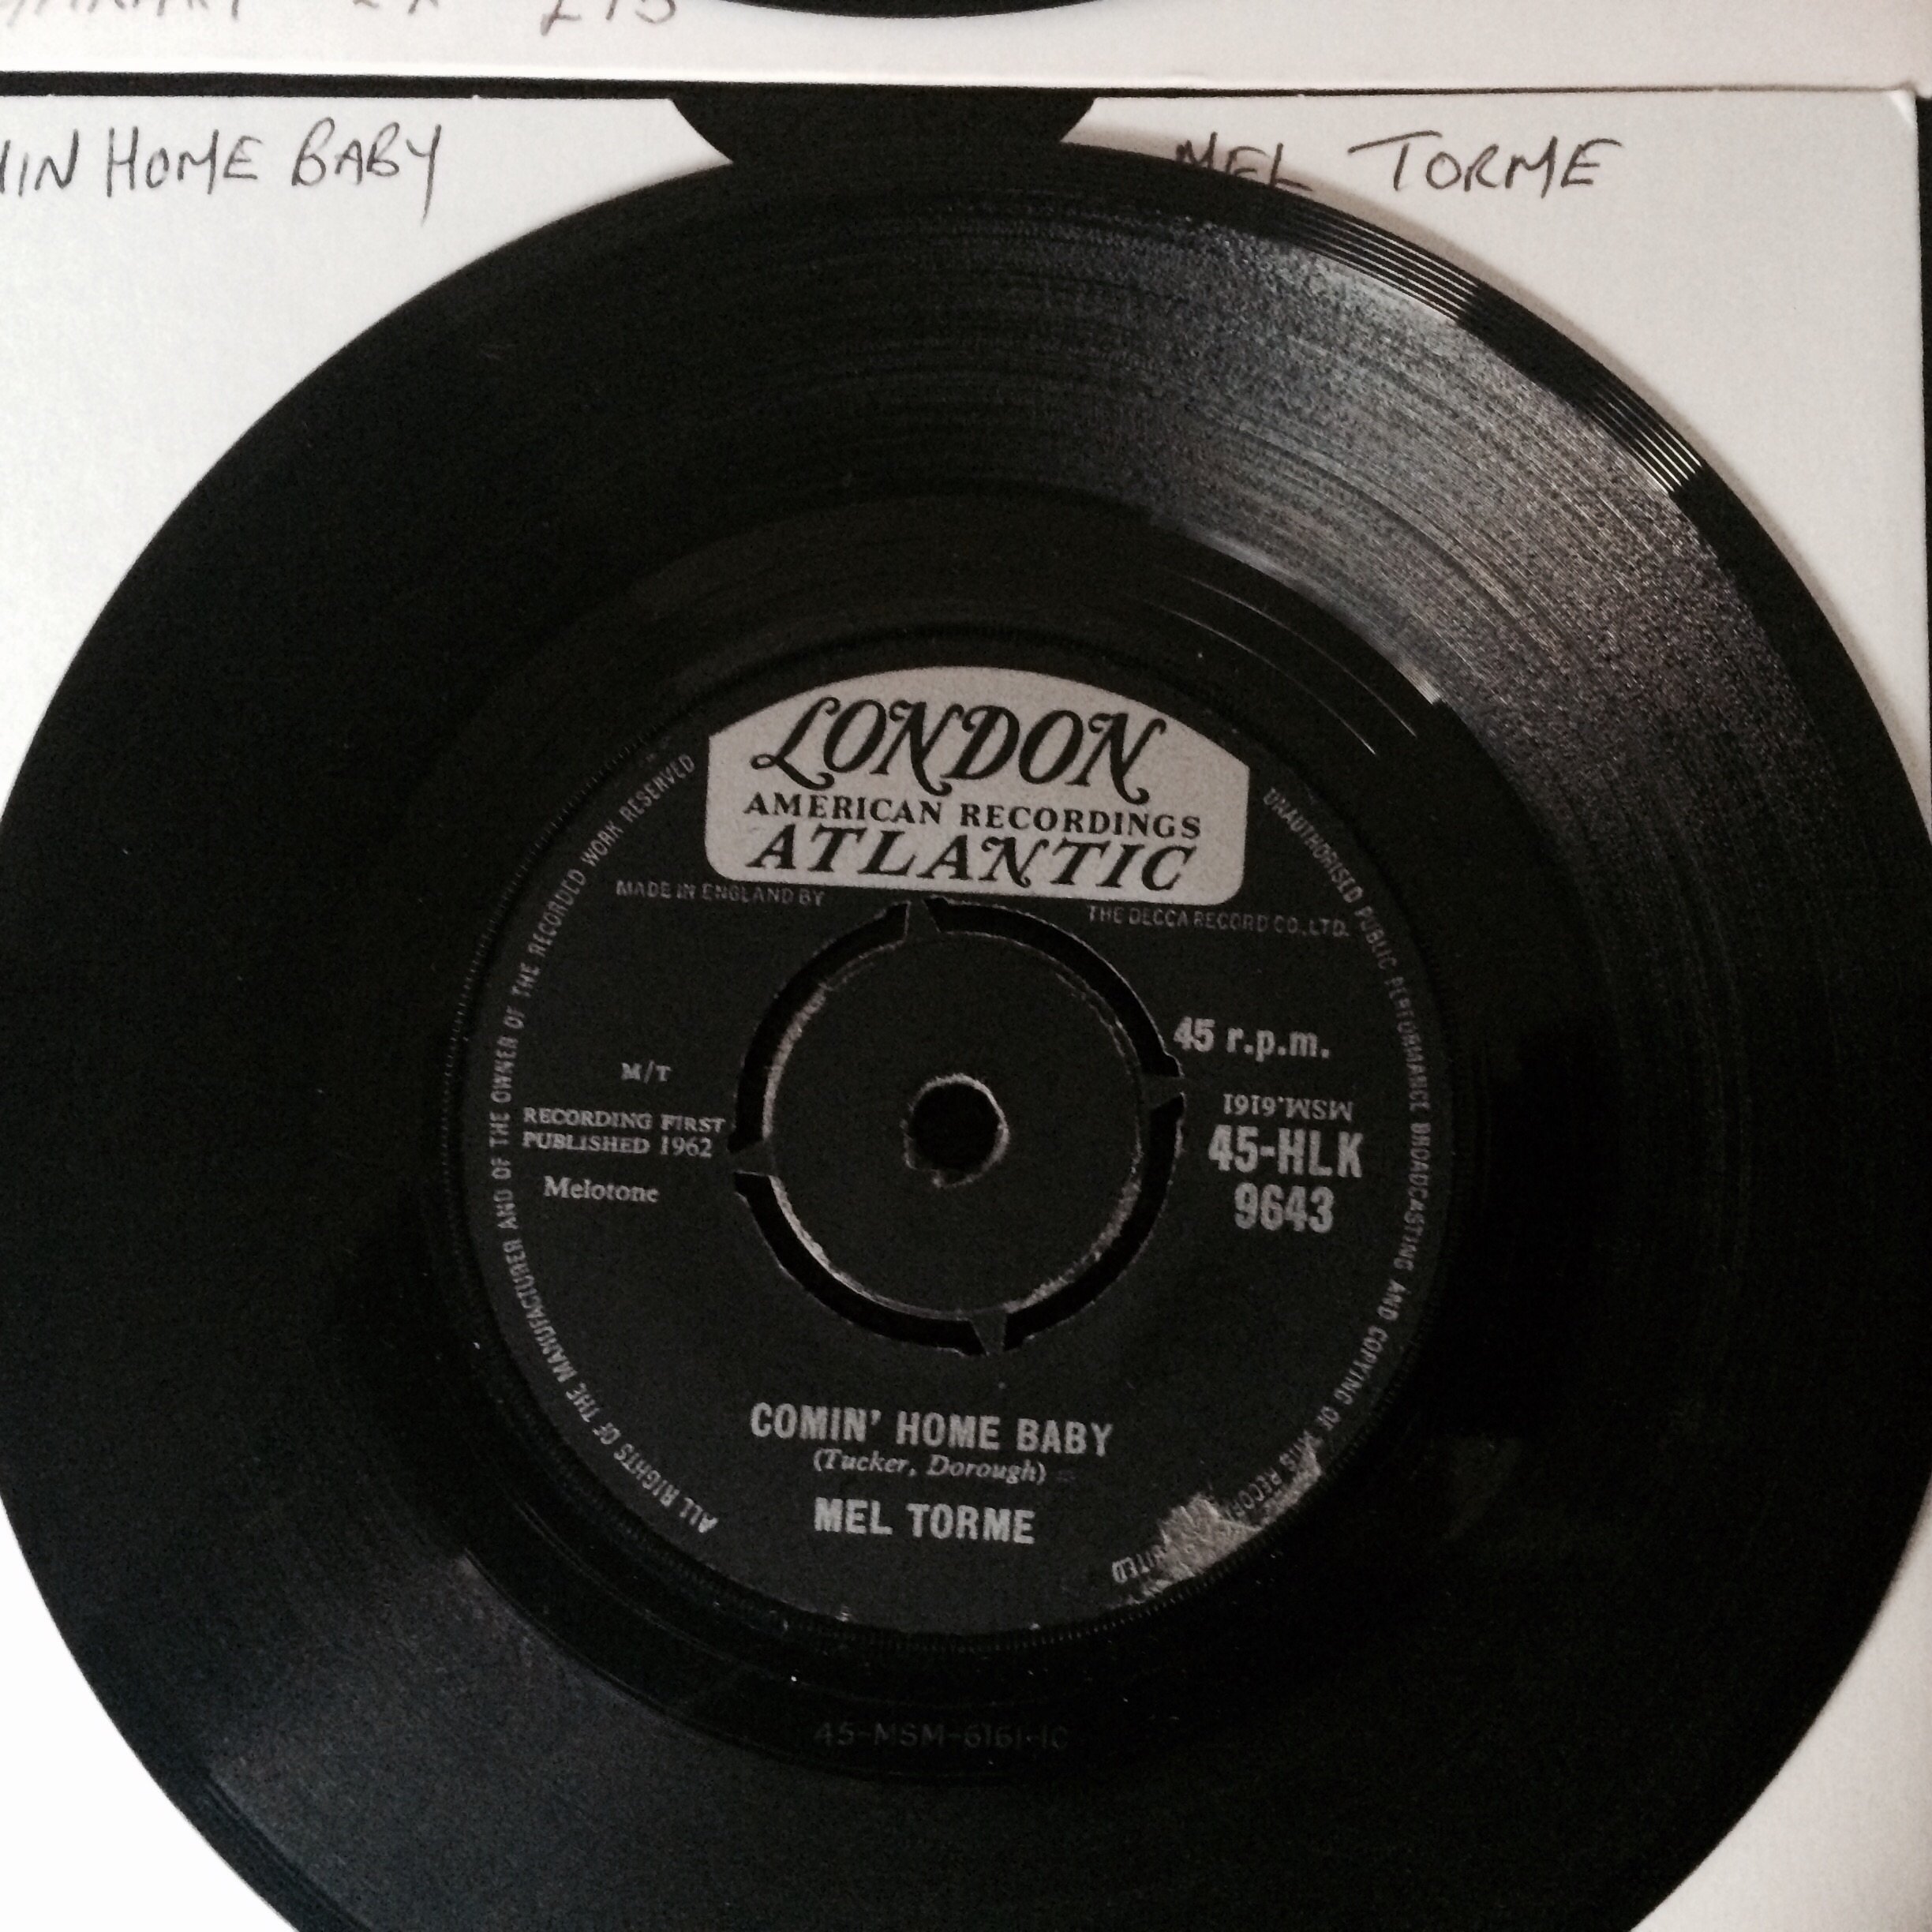 £15
HOME BABY
MEL TORME
LONDON
AMERICAN RECORDINGS
ATLANTIC
MADE IN ENGLAND BY THE DECCA RECORD CO. LTD.
ALL RIGHTS OF THE MANUFACTURER AND OF THE OWNER OF THE RECORDED WORK RESERVED
UNAUTHORISED PUBLIC PERFORMANCE BROADCASTING AND COPYING OF THIS
M/T
RECORDING FIRST
PUBLISHED 1962
Melotone
45 r.p.m.
MSM.6161
45-HLK
9643
COMIN' HOME BABY
(Tucker, Dorough)
MEL TORME
45-MSM-6161-1C